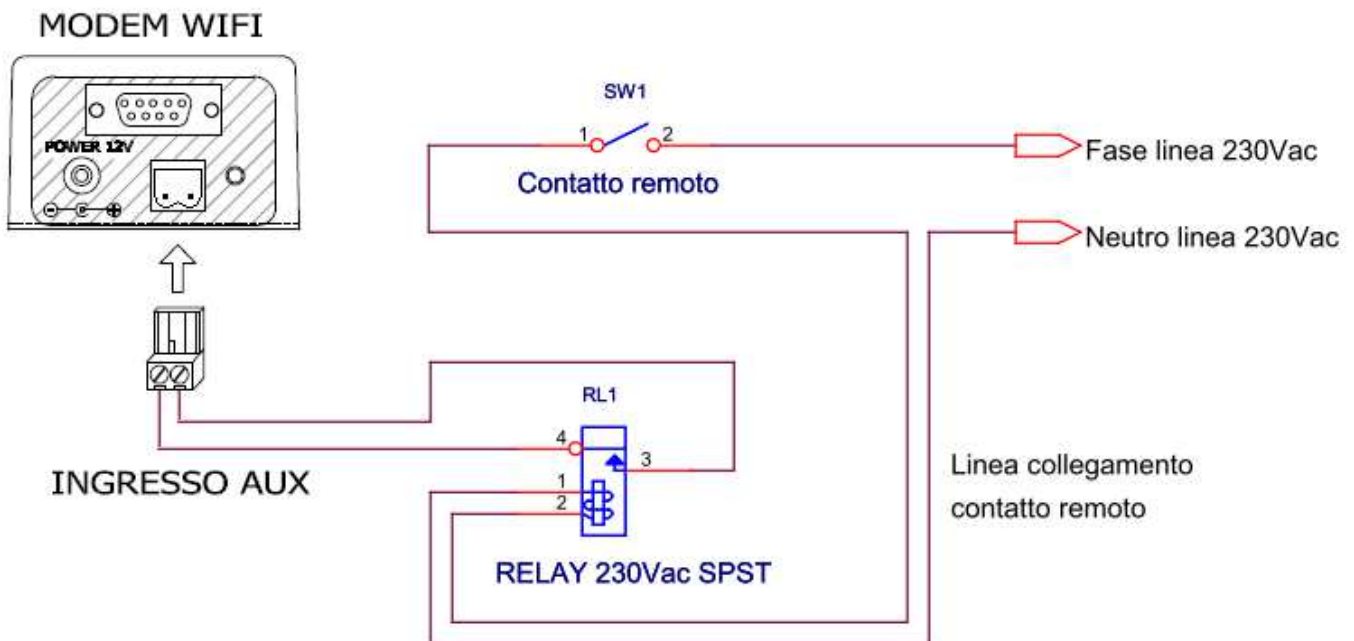 MODEM WIFI
POWER 12V
SW1
1
2
Contatto remoto
Fase linea 230Vac
Neutro linea 230Vac
INGRESSO AUX
RL1
4
3
1
2
RELAY 230Vac SPST
Linea collegamento
contatto remoto